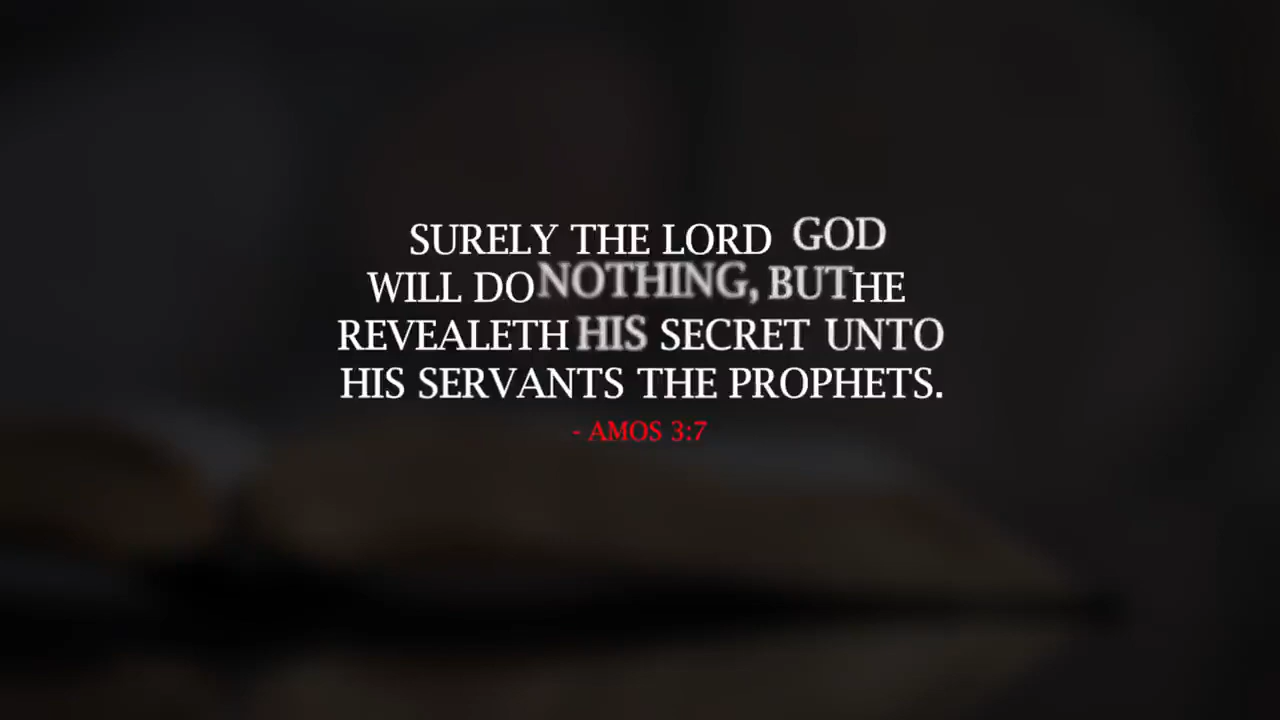 SURELY THE LORD GOD
WILL DO NOTHING, BUT HE
REVEALETH HIS SECRET UNTO
HIS SERVANTS THE PROPHETS.
- AMOS 3:7